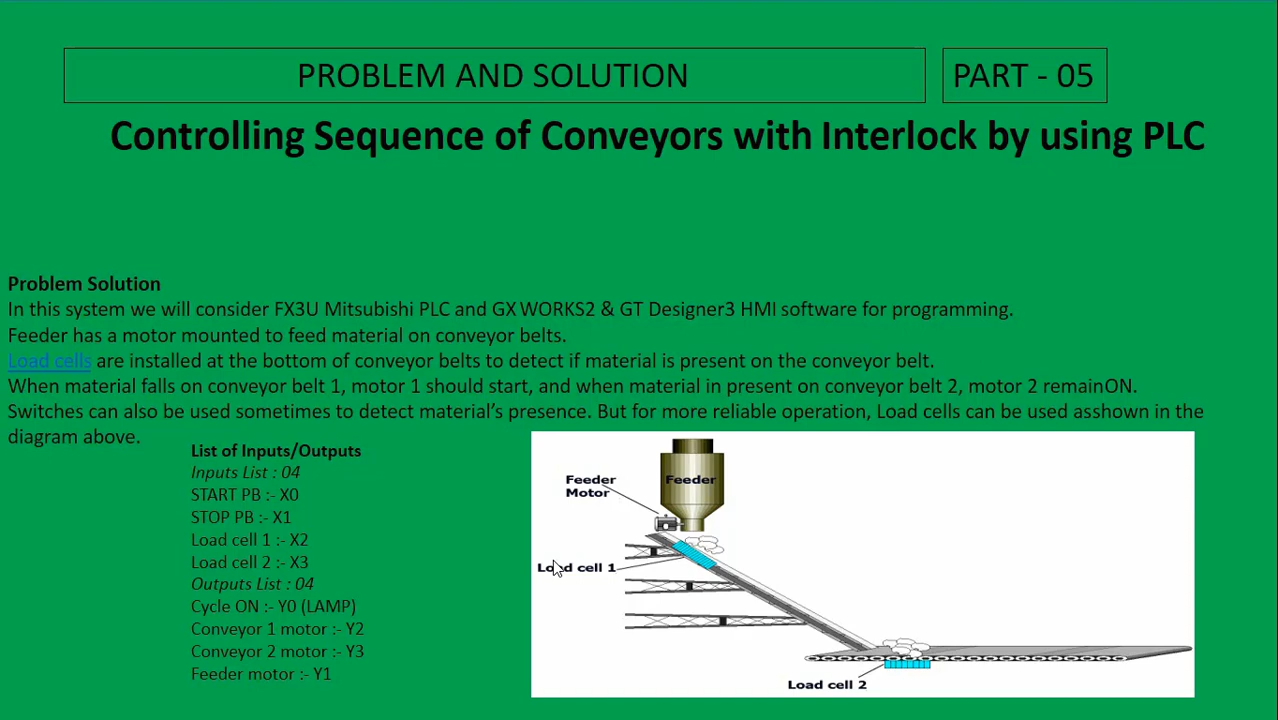 PROBLEM AND SOLUTION
PART - 05
Controlling Sequence of Conveyors with Interlock by using PLC
Problem Solution
In this system we will consider FX3U Mitsubishi PLC and GX WORKS2 & GT Designer3 HMI software for programming.
Feeder has a motor mounted to feed material on conveyor belts.
Load cells are installed at the bottom of conveyor belts to detect if material is present on the conveyor belt.
When material falls on conveyor belt 1, motor 1 should start, and when material in present on conveyor belt 2, motor 2 remainON.
Switches can also be used sometimes to detect material’s presence. But for more reliable operation, Load cells can be used asshown in the
diagram above.
List of Inputs/Outputs
Inputs List : 04
START PB :- X0
STOP PB :- X1
Load cell 1 :- X2
Load cell 2 :- X3
Outputs List : 04
Cycle ON :- Y0 (LAMP)
Conveyor 1 motor :- Y2
Conveyor 2 motor :- Y3
Feeder motor :- Y1
Feeder
Motor
Feeder
Load cell 1
Load cell 2